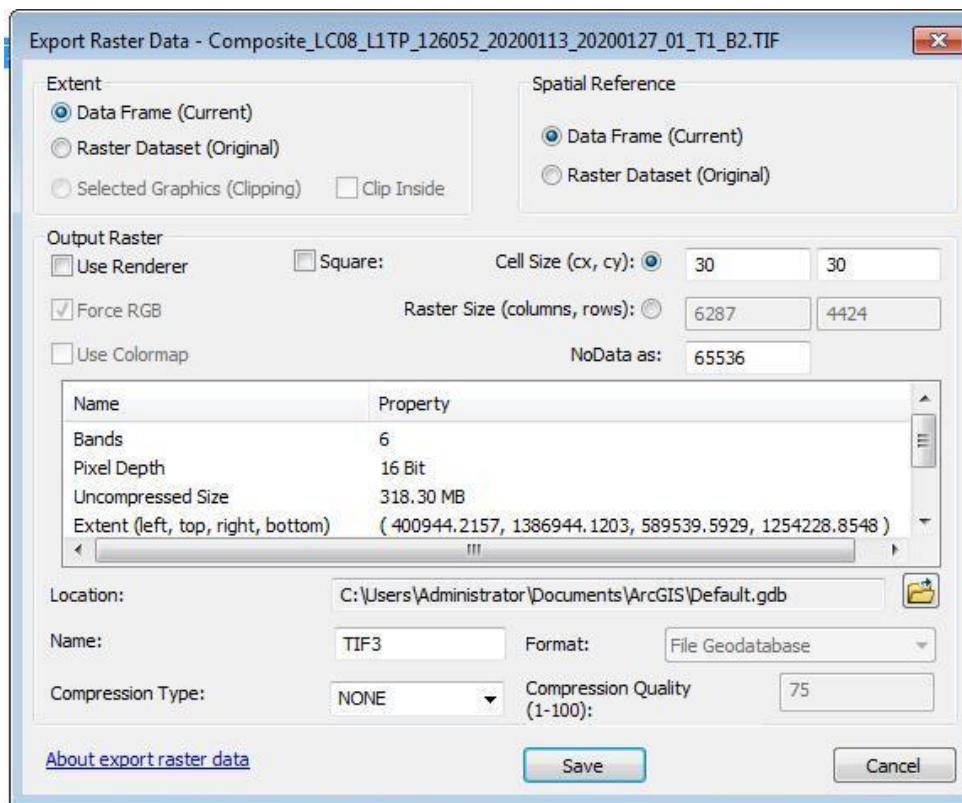 Export Raster Data - Composite_LC08_L1TP_126052_20200113_20200127_01_T1_B2.TIF
Extent
Data Frame (Current)
Raster Dataset (Original)
Selected Graphics (Clipping) Clip Inside
Spatial Reference
Data Frame (Current)
Raster Dataset (Original)
Output Raster
Use Renderer Square: Cell Size (cx, cy): 30 30
Force RGB Raster Size (columns, rows): 6287 4424
Use Colormap NoData as: 65536
Name Property
Bands 6
Pixel Depth 16 Bit
Uncompressed Size 318.30 MB
Extent (left, top, right, bottom) ( 400944.2157, 1386944.1203, 589539.5929, 1254228.8548 )
Location: C:\Users\Administrator\Documents\ArcGIS\Default.gdb
Name: TIF3 Format: File Geodatabase
Compression Type: NONE Compression Quality
(1-100): 75
About export raster data Save Cancel